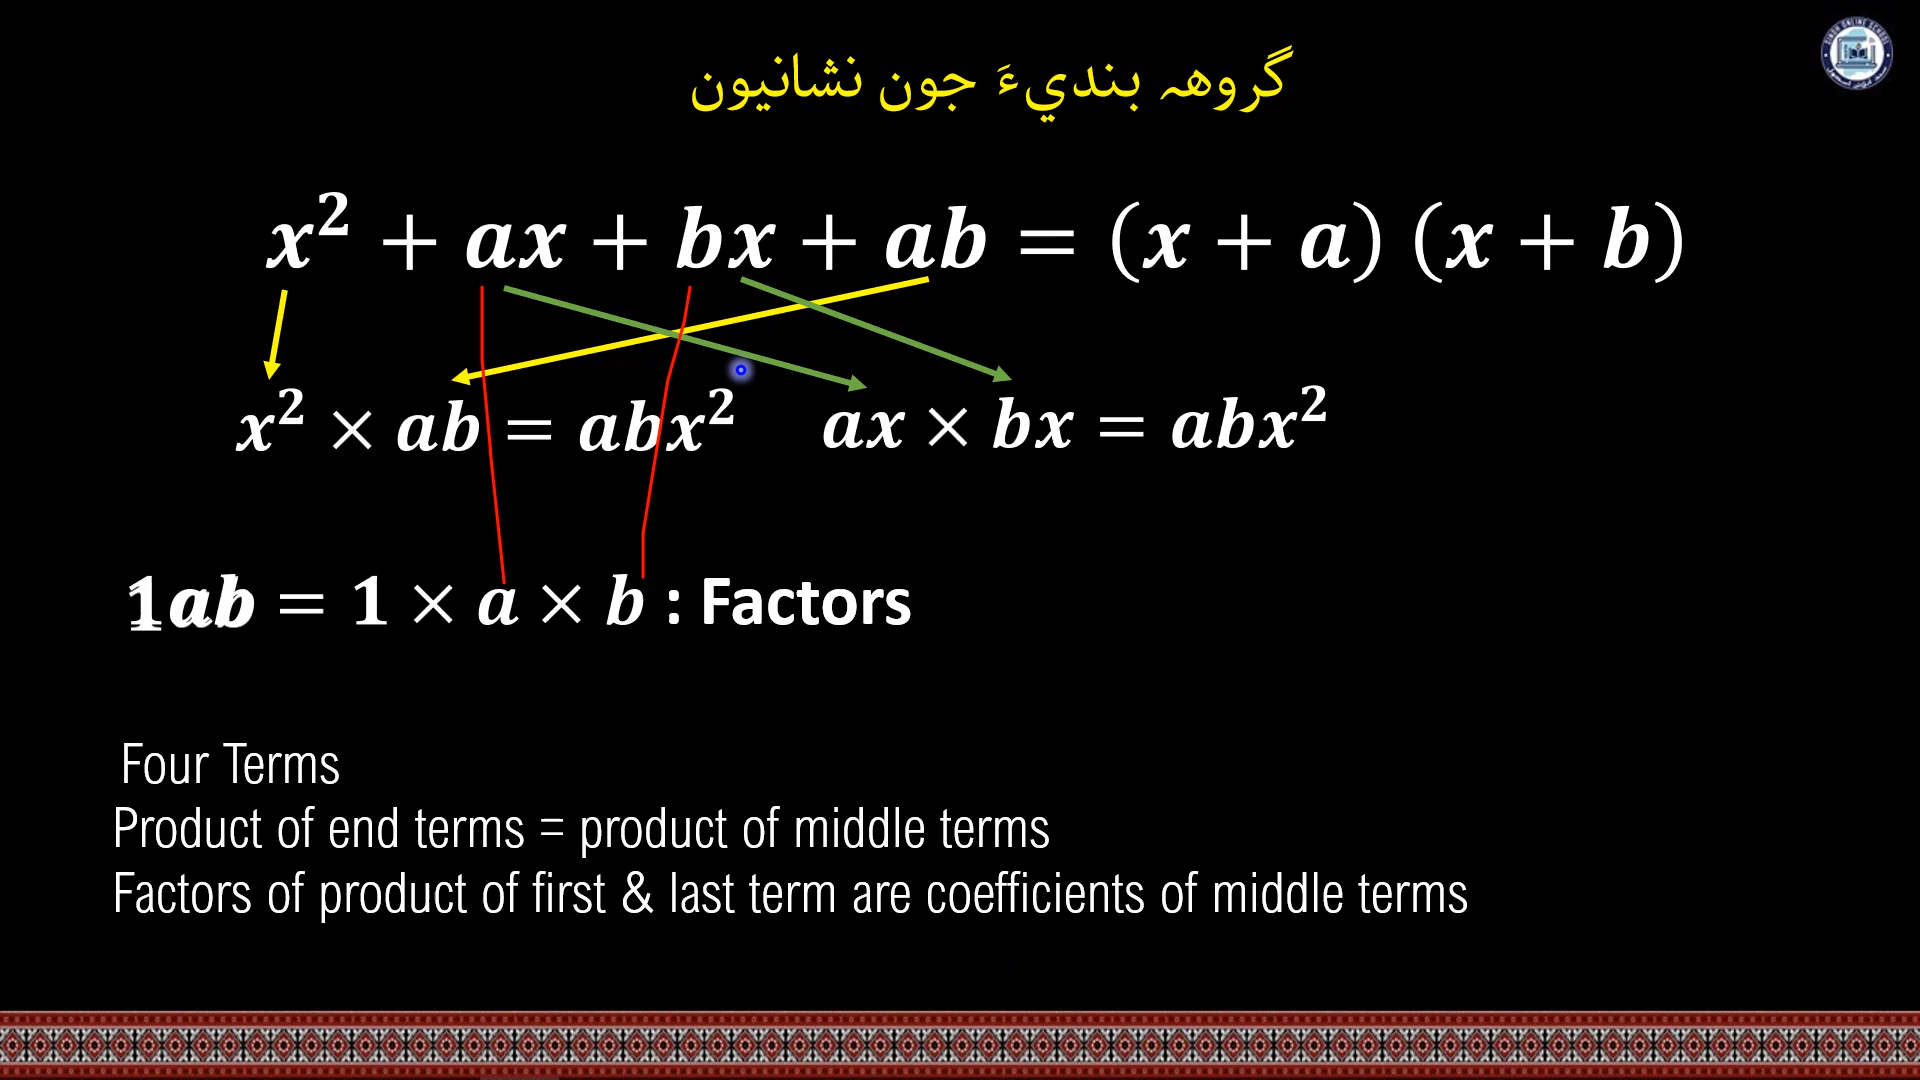 گروهہ بنديءَ جون نشانيون
x² + ax + bx + ab = (x + a) (x + b)
x² × ab = abx² ax × bx = abx²
1ab = 1 × a × b : Factors
Four Terms
Product of end terms = product of middle terms
Factors of product of first & last term are coefficients of middle terms